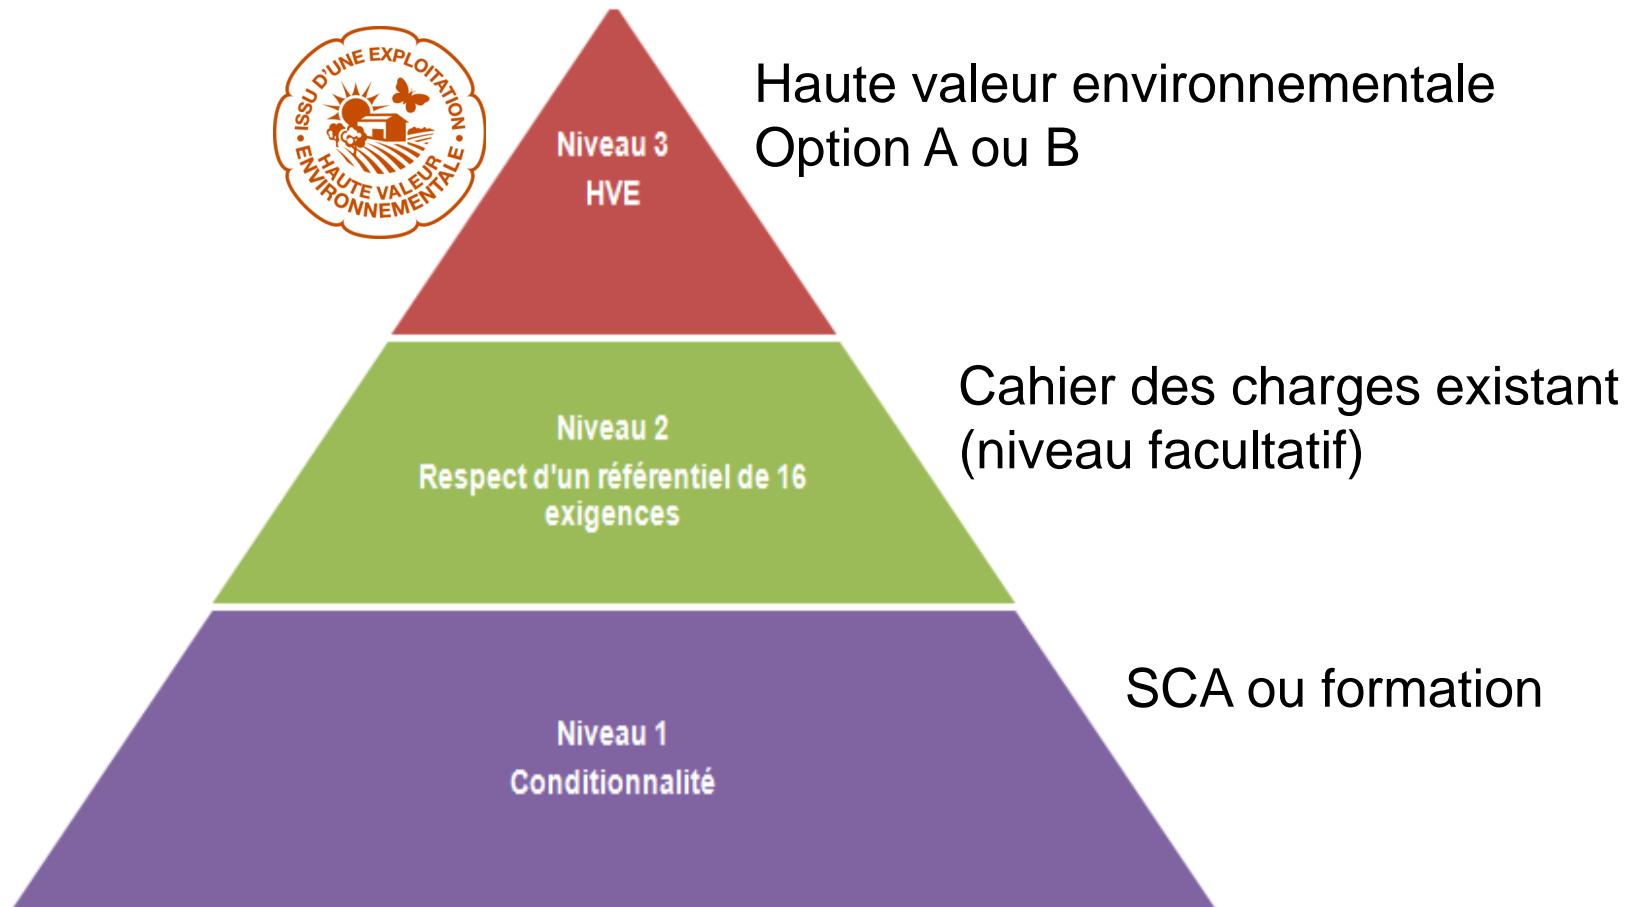 ISSU D'UNE EXPLOITATION
HAUTE VALEUR
ENVIRONNEMENTALE
Niveau 3
HVE
Haute valeur environnementale
Option A ou B
Niveau 2
Respect d'un référentiel de 16
exigences
Cahier des charges existant
(niveau facultatif)
Niveau 1
Conditionnalité
SCA ou formation